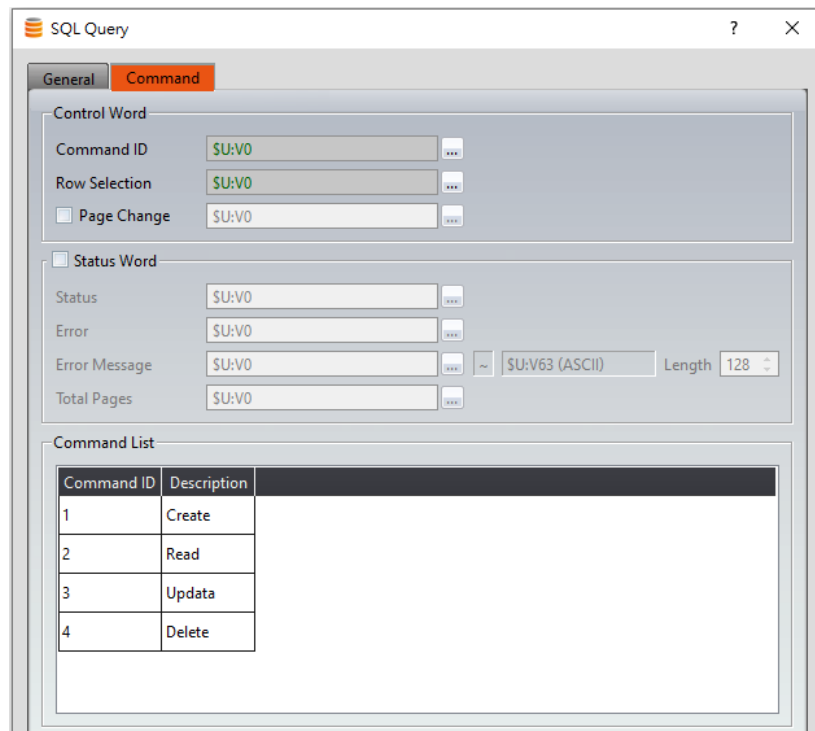 SQL Query ?
General Command
Control Word
Command ID $U:V0 ...
Row Selection $U:V0 ...
Page Change $U:V0 ...
Status Word
Status $U:V0 ...
Error $U:V0 ...
Error Message $U:V0 ... ~ $U:V63 (ASCII) Length 128
Total Pages $U:V0 ...
Command List
Command ID Description
1 Create
2 Read
3 Updata
4 Delete